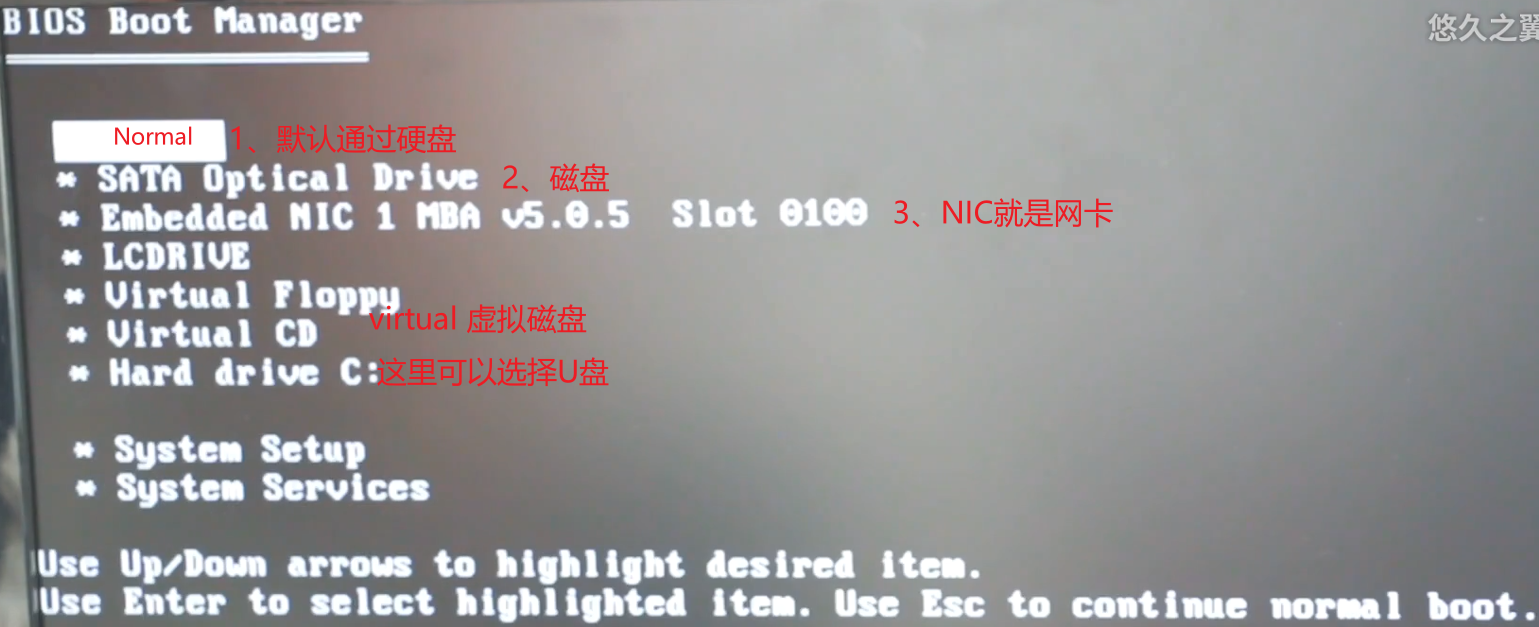 BIOS Boot Manager
悠久之翼
Normal 1、默认通过硬盘
* SATA Optical Drive 2、磁盘
* Embedded NIC 1 MBA v5.0.5 Slot 0100 3、NIC就是网卡
* LCDRIVE
* Virtual Floppy
virtual 虚拟磁盘
* Virtual CD
* Hard drive C:这里可以选择U盘
* System Setup
* System Services
Use Up/Down arrows to highlight desired item.
Use Enter to select highlighted item. Use Esc to continue normal boot.